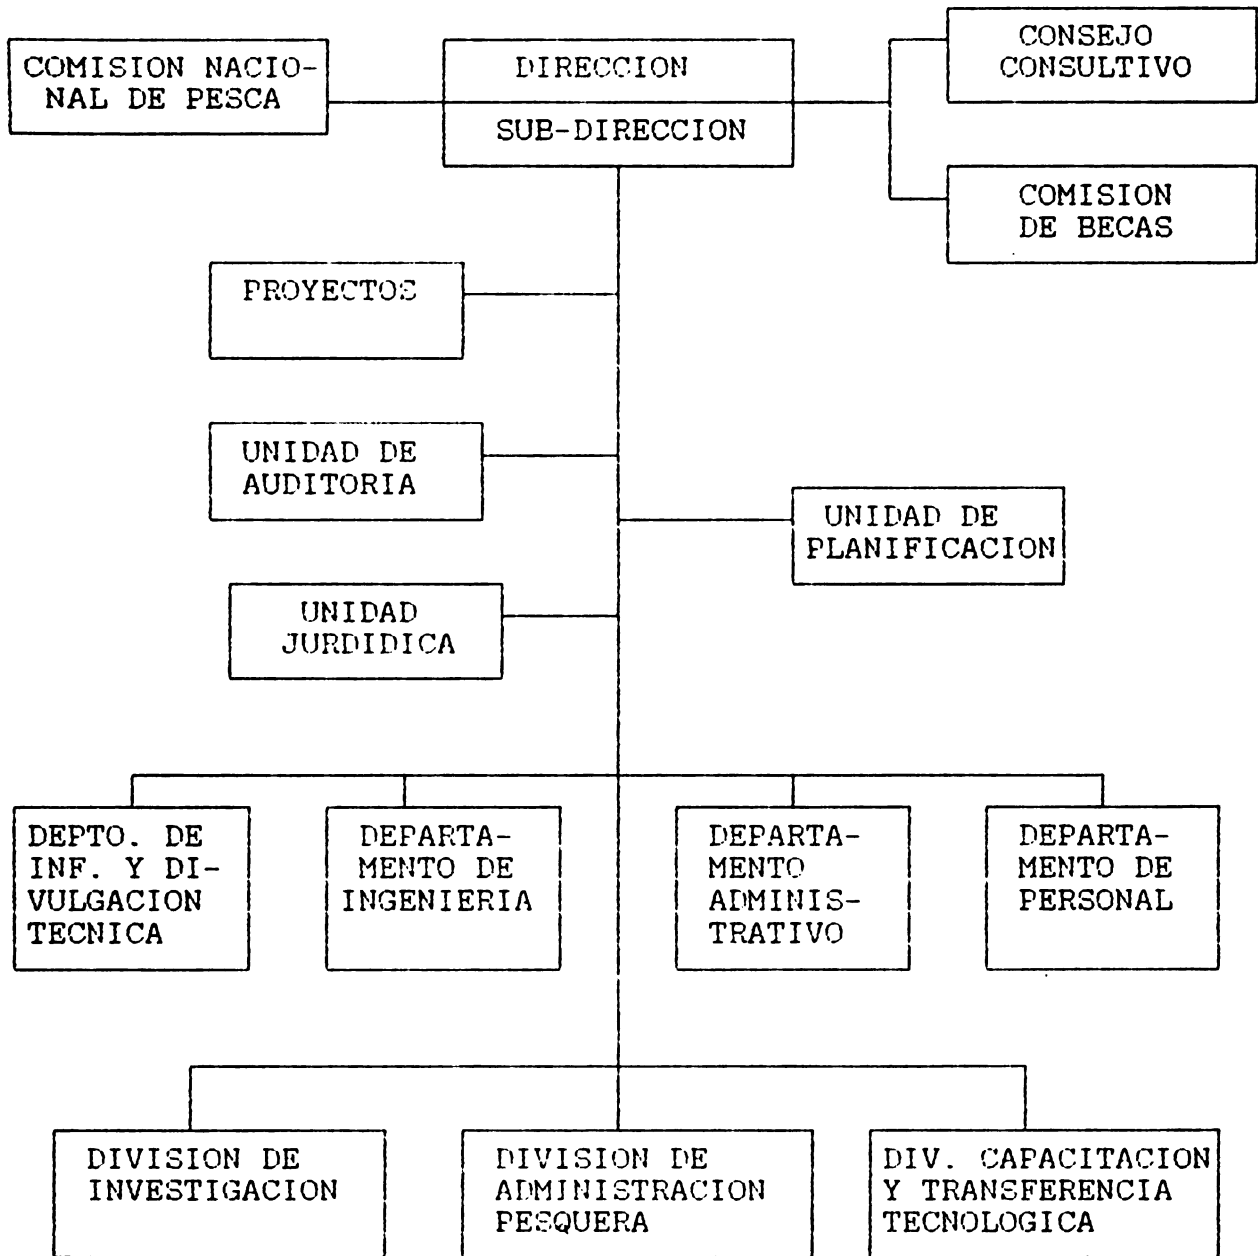 COMISION NACIO-
NAL DE PESCA
DIRECCION
SUB-DIRECCION
CONSEJO
CONSULTIVO
COMISION
DE BECAS
PROYECTOS
UNIDAD DE
AUDITORIA
UNIDAD DE
PLANIFICACION
UNIDAD
JURDIDICA
DEPTO. DE
INF. Y DI-
VULGACION
TECNICA
DEPARTA-
MENTO DE
INGENIERIA
DEPARTA-
MENTO
ADMINIS-
TRATIVO
DEPARTA-
MENTO DE
PERSONAL
DIVISION DE
INVESTIGACION
DIVISION DE
ADMINISTRACION
PESQUERA
DIV. CAPACITACION
Y TRANSFERENCIA
TECNOLOGICA